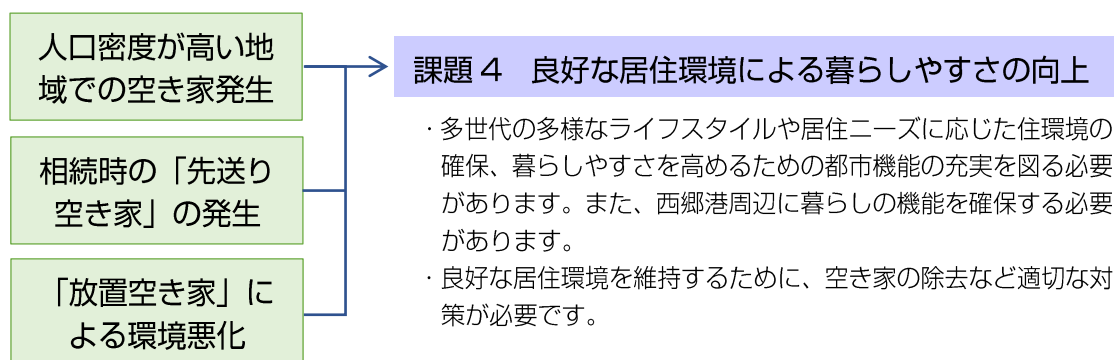 人口密度が高い地
域での空き家発生
相続時の「先送り
空き家」の発生
「放置空き家」に
よる環境悪化
課題４　良好な居住環境による暮らしやすさの向上
・多世代の多様なライフスタイルや居住ニーズに応じた住環境の
確保、暮らしやすさを高めるための都市機能の充実を図る必要
があります。また、西郷港周辺に暮らしの機能を確保する必要
があります。
・良好な居住環境を維持するために、空き家の除去など適切な対
策が必要です。